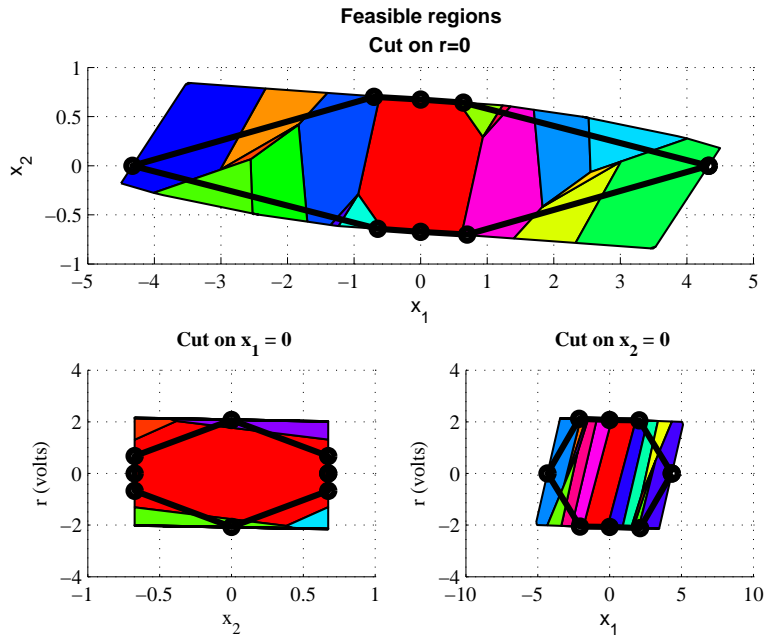 Feasible regions
Cut on r=0
1
0.5
0
−0.5
−1
x2
−5 −4 −3 −2 −1 0 1 2 3 4 5
x1
Cut on x1 = 0
4
2
0
−2
−4
r (volts)
−1 −0.5 0 0.5 1
x2
Cut on x2 = 0
4
2
0
−2
−4
r (volts)
−10 −5 0 5 10
x1